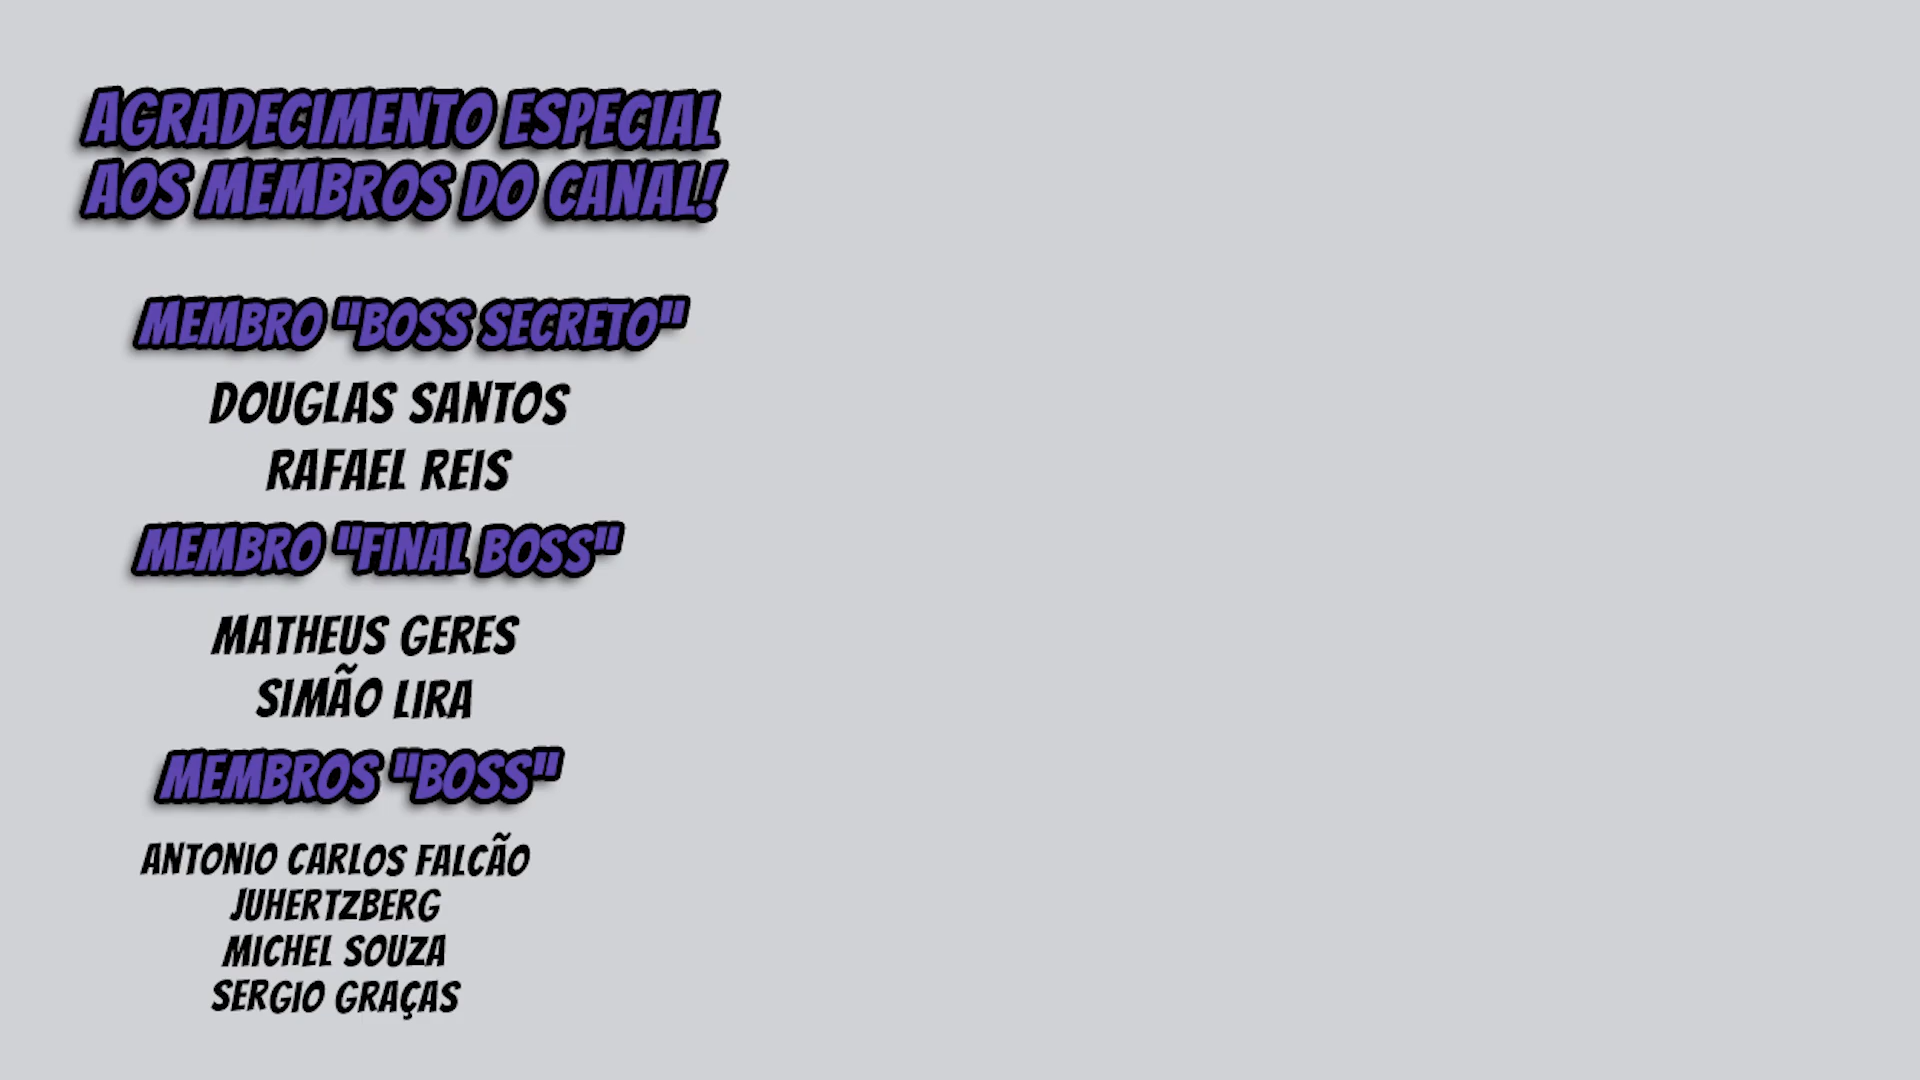 AGRADECIMENTO ESPECIAL
AOS MEMBROS DO CANAL!
MEMBRO "BOSS SECRETO"
DOUGLAS SANTOS
RAFAEL REIS
MEMBRO "FINAL BOSS"
MATHEUS GERES
SIMÃO LIRA
MEMBROS "BOSS"
ANTONIO CARLOS FALCÃO
JUHERTZBERG
MICHEL SOUZA
SERGIO GRAÇAS